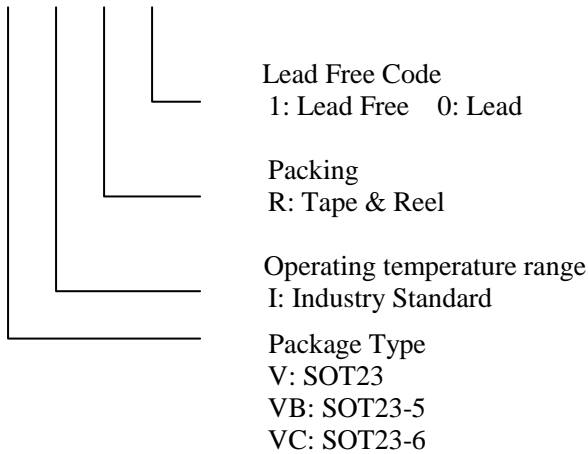 Lead Free Code
1: Lead Free 0: Lead
Packing
R: Tape & Reel
Operating temperature range
I: Industry Standard
Package Type
V: SOT23
VB: SOT23-5
VC: SOT23-6